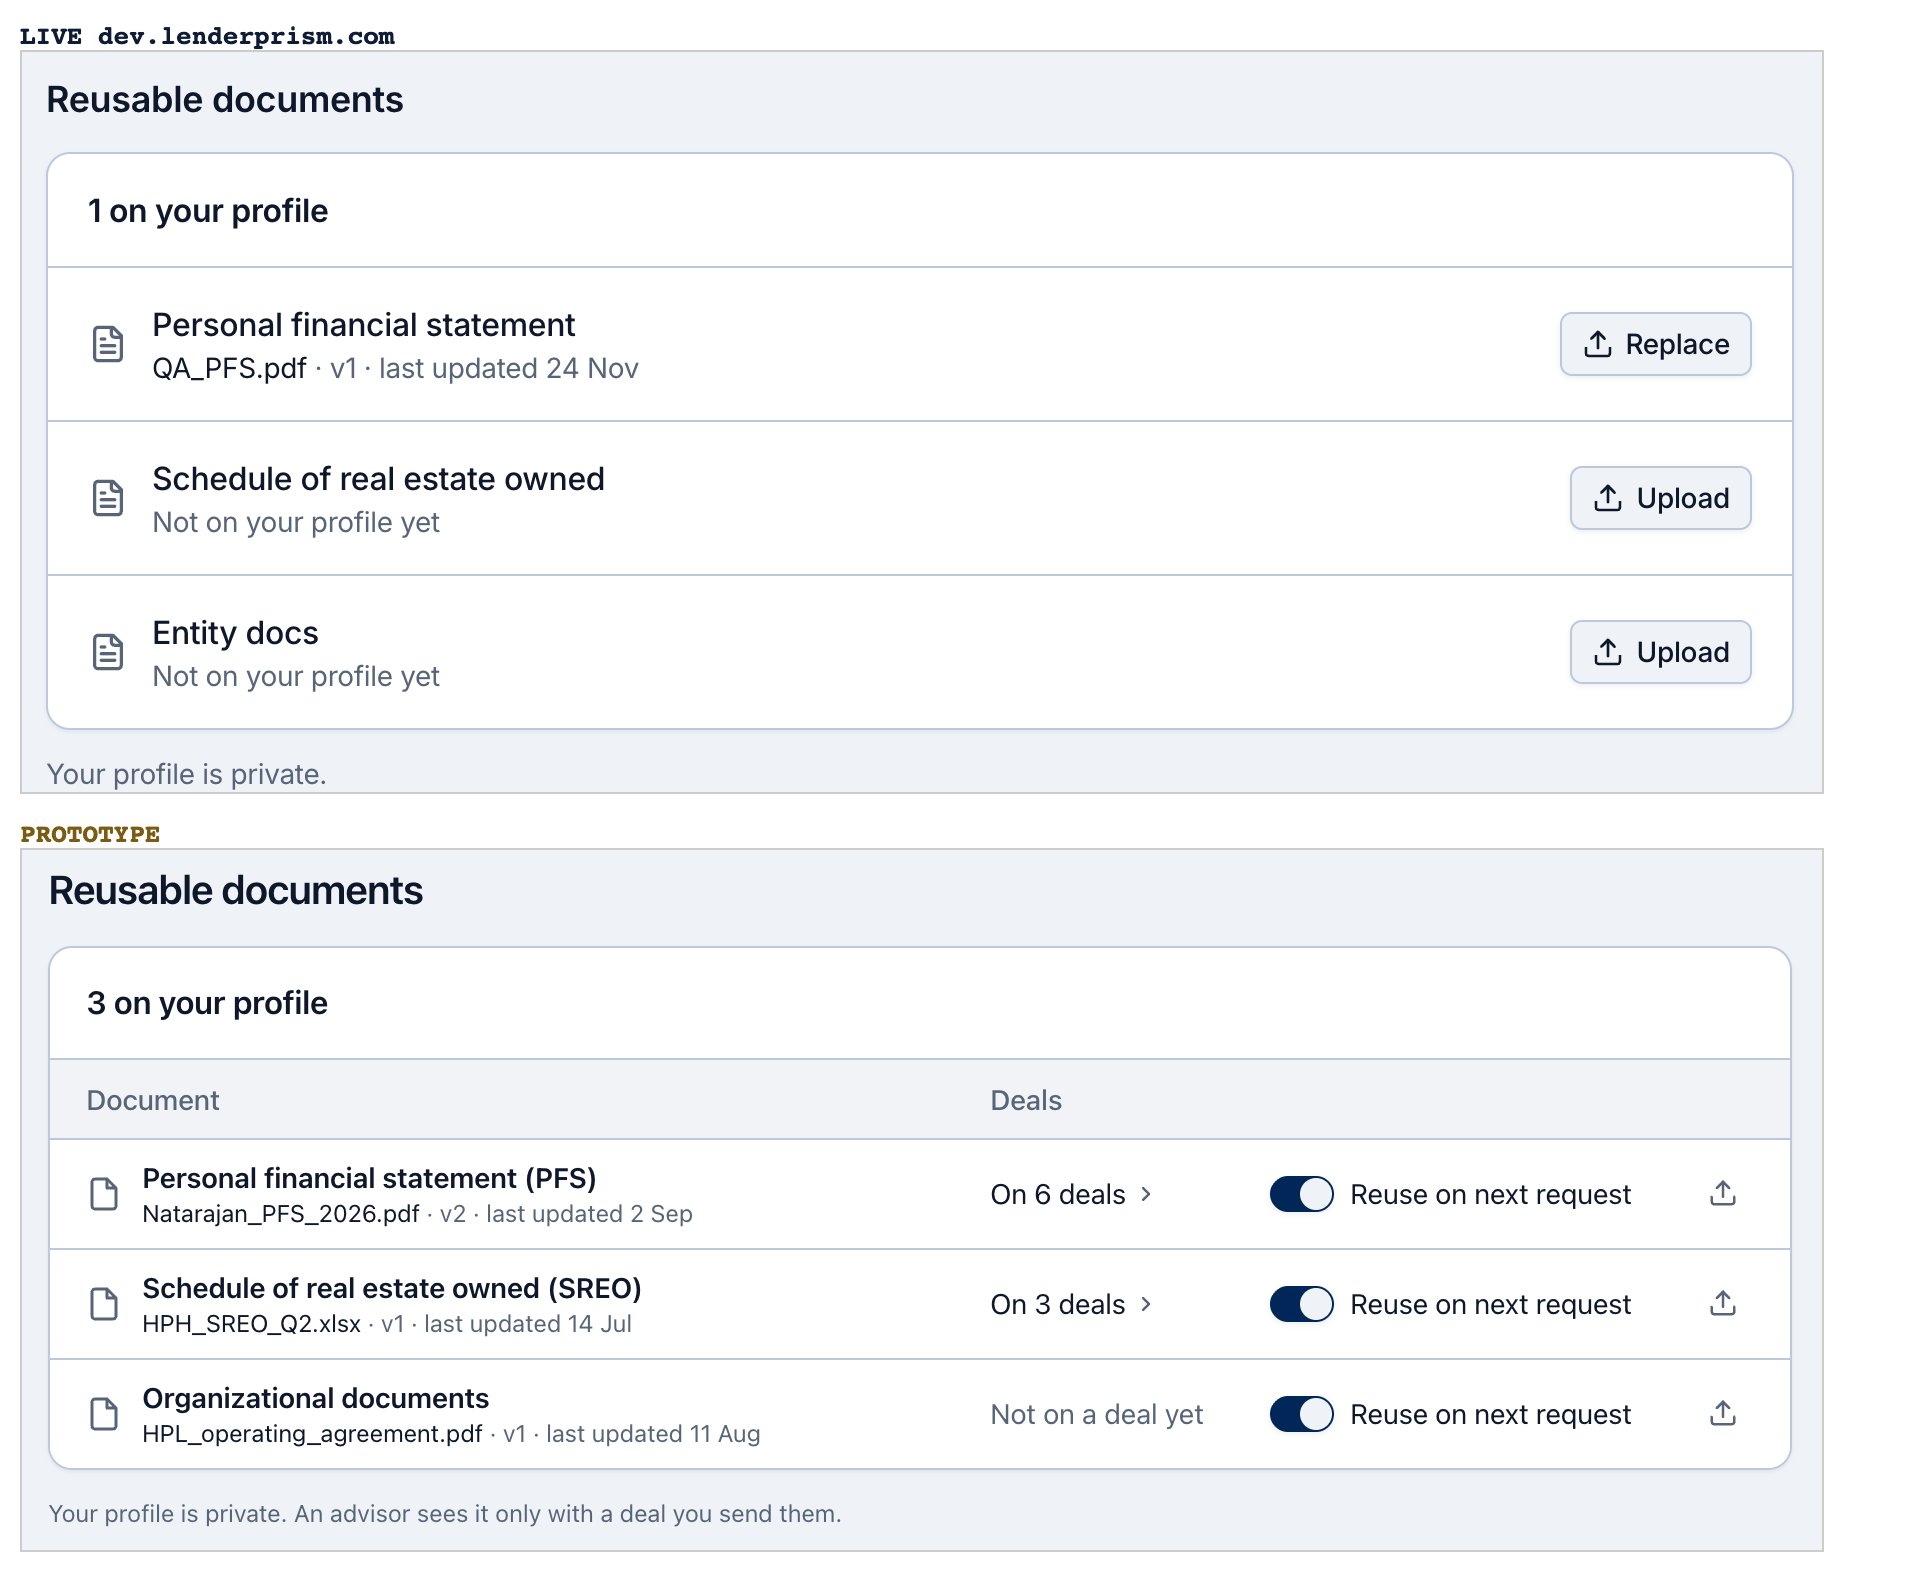 LIVE dev.lenderprism.com
Reusable documents
1 on your profile
Personal financial statement
QA_PFS.pdf · v1 · last updated 24 Nov
Replace
Schedule of real estate owned
Not on your profile yet
Upload
Entity docs
Not on your profile yet
Upload
Your profile is private.
PROTOTYPE
Reusable documents
3 on your profile
Document Deals
Personal financial statement (PFS)
Natarajan_PFS_2026.pdf · v2 · last updated 2 Sep
On 6 deals
Reuse on next request
Schedule of real estate owned (SREO)
HPH_SREO_Q2.xlsx · v1 · last updated 14 Jul
On 3 deals
Reuse on next request
Organizational documents
HPL_operating_agreement.pdf · v1 · last updated 11 Aug
Not on a deal yet
Reuse on next request
Your profile is private. An advisor sees it only with a deal you send them.